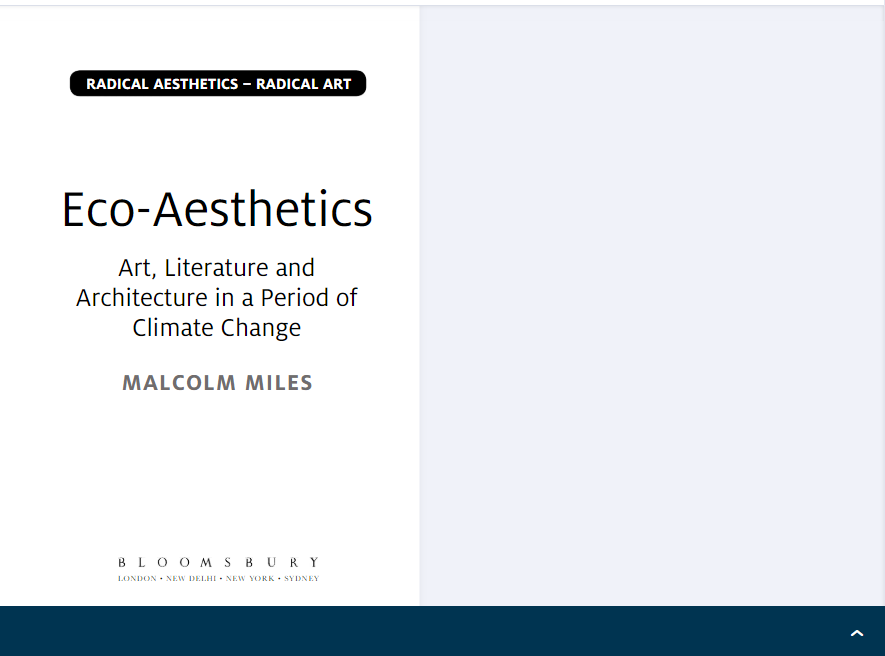 RADICAL AESTHETICS – RADICAL ART
Eco-Aesthetics
Art, Literature and
Architecture in a Period of
Climate Change
MALCOLM MILES
BLOOMSBURY
LONDON • NEW DELHI • NEW YORK • SYDNEY